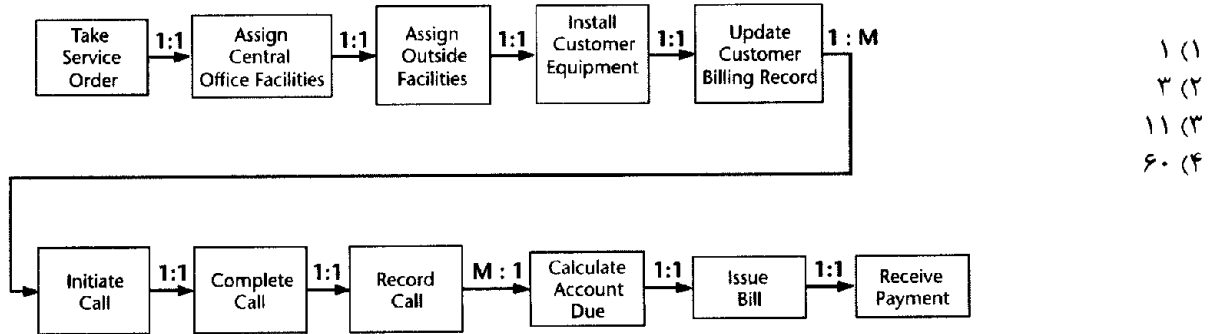 Take
Service
Order
1:1
Assign
Central
Office Facilities
1:1
Assign
Outside
Facilities
1:1
Install
Customer
Equipment
1:1
Update
Customer
Billing Record
1 : M
۱) ۱
۲) ۳
۳) ۱۱
۴) ۶۰
Initiate
Call
1:1
Complete
Call
1:1
Record
Call
M : 1
Calculate
Account
Due
1:1
Issue
Bill
1:1
Receive
Payment